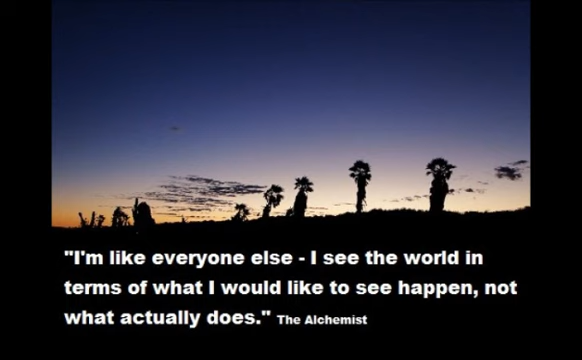 "I'm like everyone else - I see the world in
terms of what I would like to see happen, not
what actually does." The Alchemist